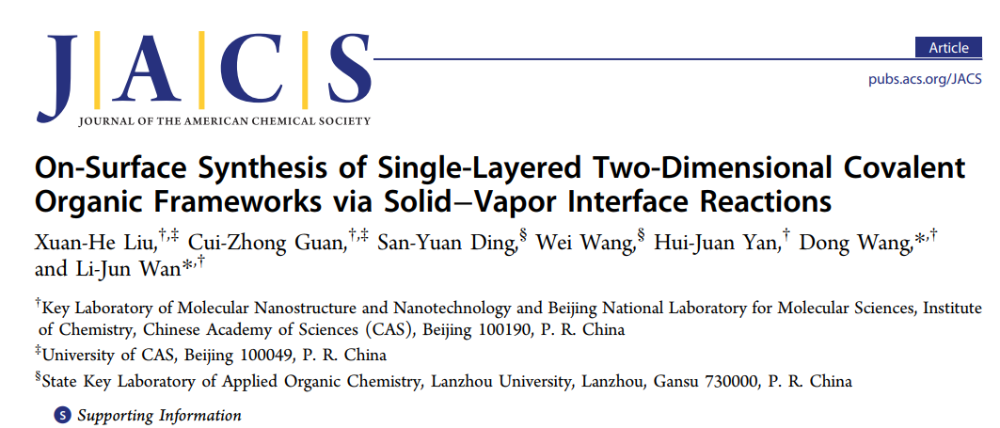 J|A|C|S
JOURNAL OF THE AMERICAN CHEMICAL SOCIETY
Article
pubs.acs.org/JACS
On-Surface Synthesis of Single-Layered Two-Dimensional Covalent
Organic Frameworks via Solid−Vapor Interface Reactions
Xuan-He Liu,†,‡ Cui-Zhong Guan,†,‡ San-Yuan Ding,§ Wei Wang,§ Hui-Juan Yan,† Dong Wang,*,†
and Li-Jun Wan*,†
†Key Laboratory of Molecular Nanostructure and Nanotechnology and Beijing National Laboratory for Molecular Sciences, Institute
of Chemistry, Chinese Academy of Sciences (CAS), Beijing 100190, P. R. China
‡University of CAS, Beijing 100049, P. R. China
§State Key Laboratory of Applied Organic Chemistry, Lanzhou University, Lanzhou, Gansu 730000, P. R. China
S Supporting Information